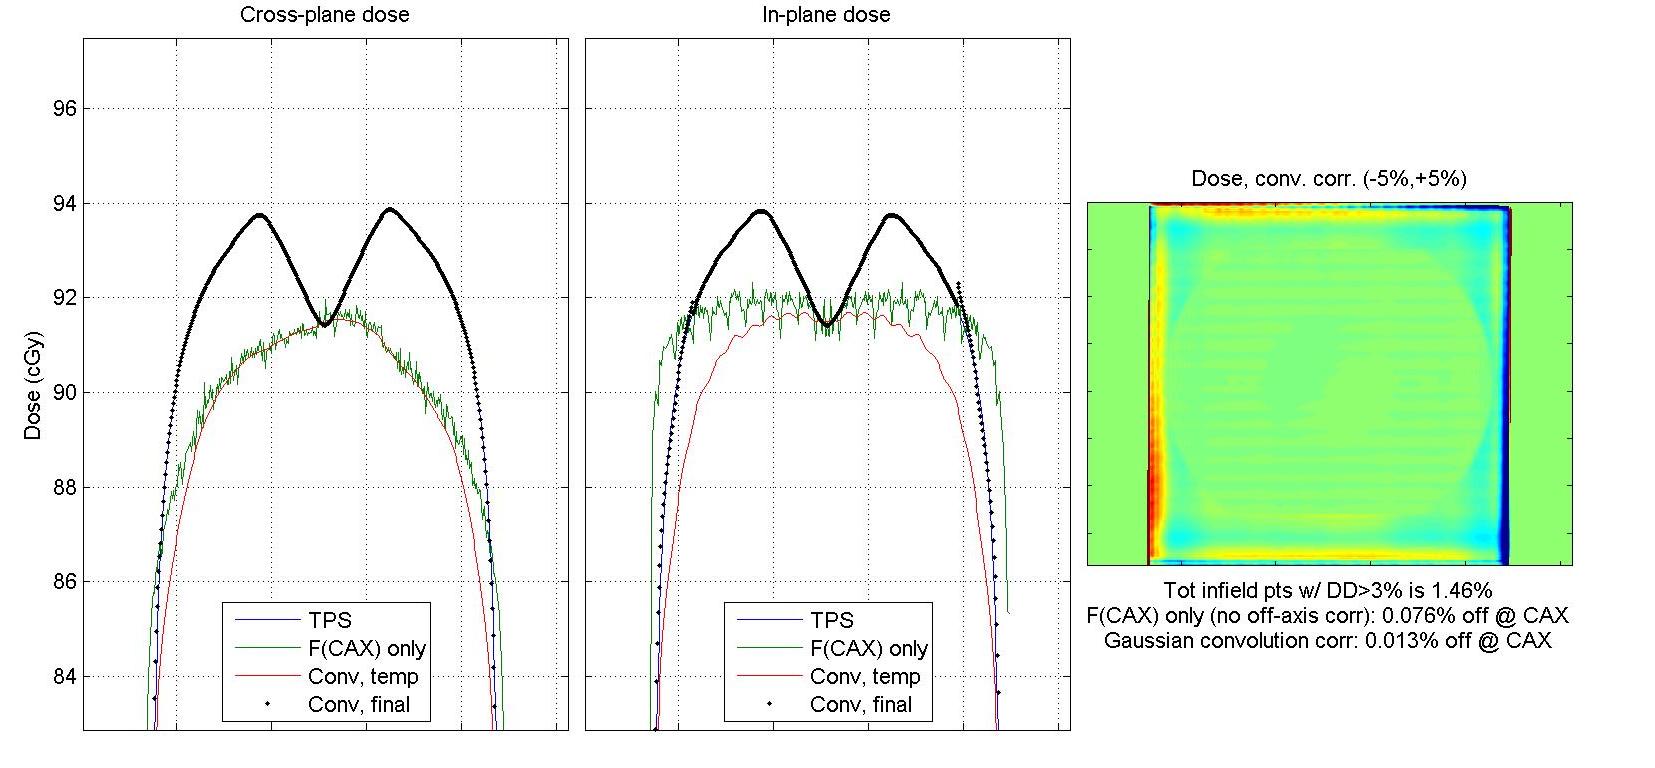 Cross-plane dose
In-plane dose
96
94
92
90
88
86
84
Dose (cGy)
TPS
F(CAX) only
Conv, temp
Conv, final
TPS
F(CAX) only
Conv, temp
Conv, final
Dose, conv. corr. (-5%,+5%)
Tot infield pts w/ DD>3% is 1.46%
F(CAX) only (no off-axis corr): 0.076% off @ CAX
Gaussian convolution corr: 0.013% off @ CAX